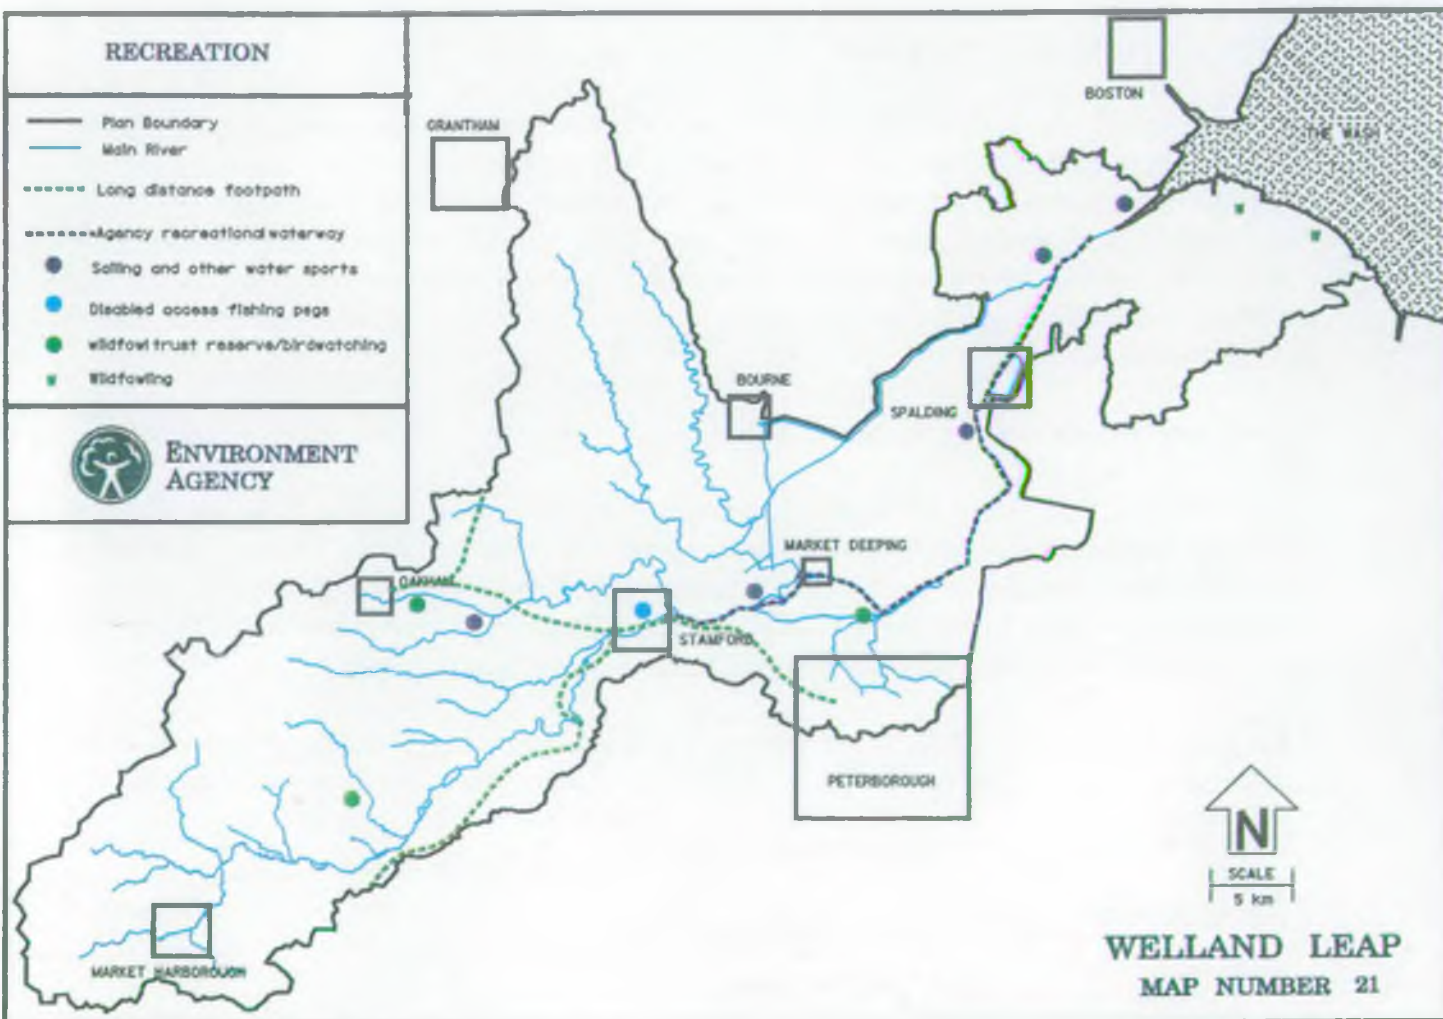 RECREATION
Plan Boundary
Main River
Long distance footpath
Agency recreational waterway
Sailing and other water sports
Disabled access fishing pegs
wildfowl trust reserve/birdwatching
Wildfowling
ENVIRONMENT
AGENCY
GRANTHAM
BOSTON
THE WASH
BOURNE
SPALDING
MARKET DEEPING
OAKHAM
STAMFORD
PETERBOROUGH
MARKET HARBOROUGH
N
SCALE
5 km
WELLAND LEAP
MAP NUMBER 21